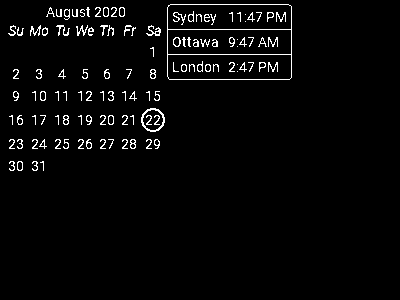 August 2020
Su Mo Tu We Th Fr Sa
1
2 3 4 5 6 7 8
9 10 11 12 13 14 15
16 17 18 19 20 21 22
23 24 25 26 27 28 29
30 31
Sydney 11:47 PM
Ottawa 9:47 AM
London 2:47 PM